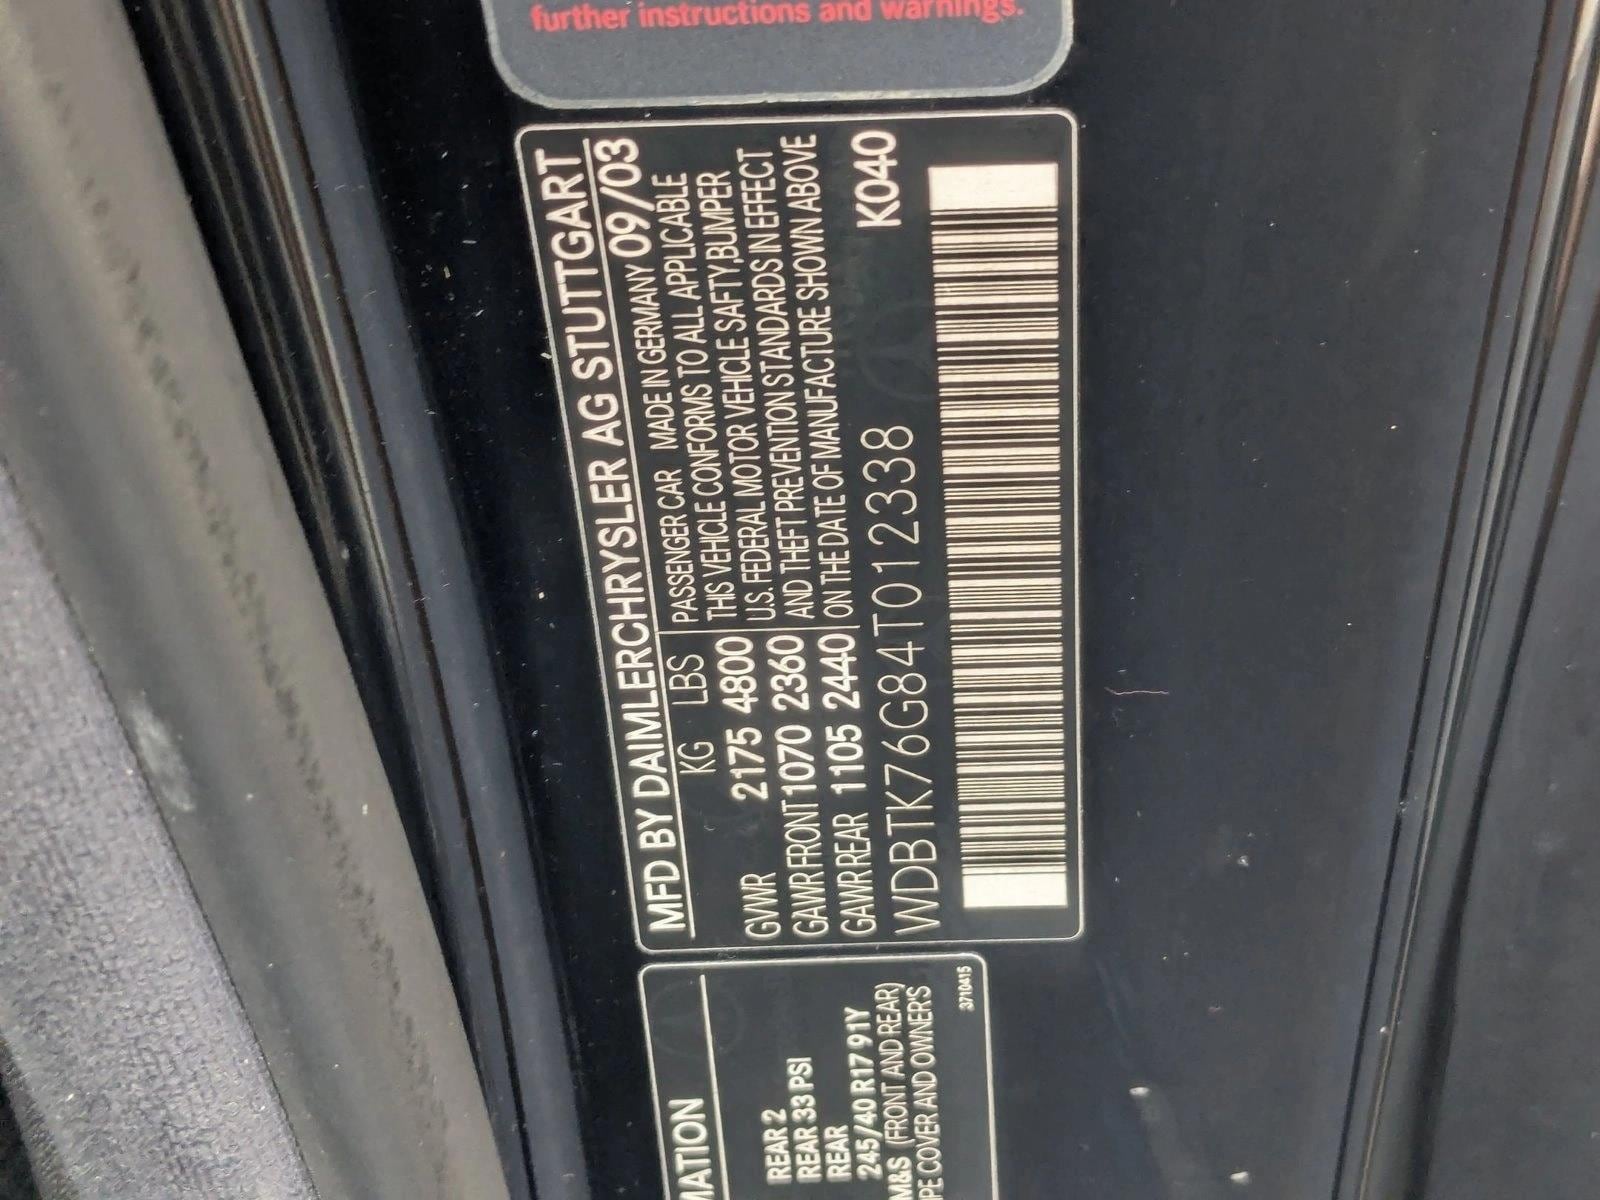 further instructions and warnings.
MFD BY DAIMLERCHRYSLER AG STUTTGART
KG LBS PASSENGER CAR MADE IN GERMANY 09/03
THIS VEHICLE CONFORMS TO ALL APPLICABLE
GVWR 2175 4800 U.S. FEDERAL MOTOR VEHICLE SAFTY,BUMPER
GAWR FRONT 1070 2360 AND THEFT PREVENTION STANDARDS IN EFFECT
GAWR REAR 1105 2440 ON THE DATE OF MANUFACTURE SHOWN ABOVE
WDBTK76G84T012338 K040
MATION
REAR 2
REAR 33 PSI
REAR
245/40 R17 91Y
M&S (FRONT AND REAR)
COVER AND OWNER'S
3710415